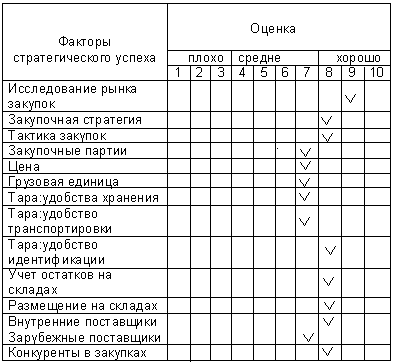 Факторы
стратегического успеха
Оценка
плохо средне хорошо
1 2 3 4 5 6 7 8 9 10
Исследование рынка
закупок
Закупочная стратегия
Тактика закупок
Закупочные партии
Цена
Грузовая единица
Тара:удобства хранения
Тара:удобство
транспортировки
Тара:удобство
идентификации
Учет остатков на
складах
Размещение на складах
Внутренние поставщики
Зарубежные поставщики
Конкуренты в закупках